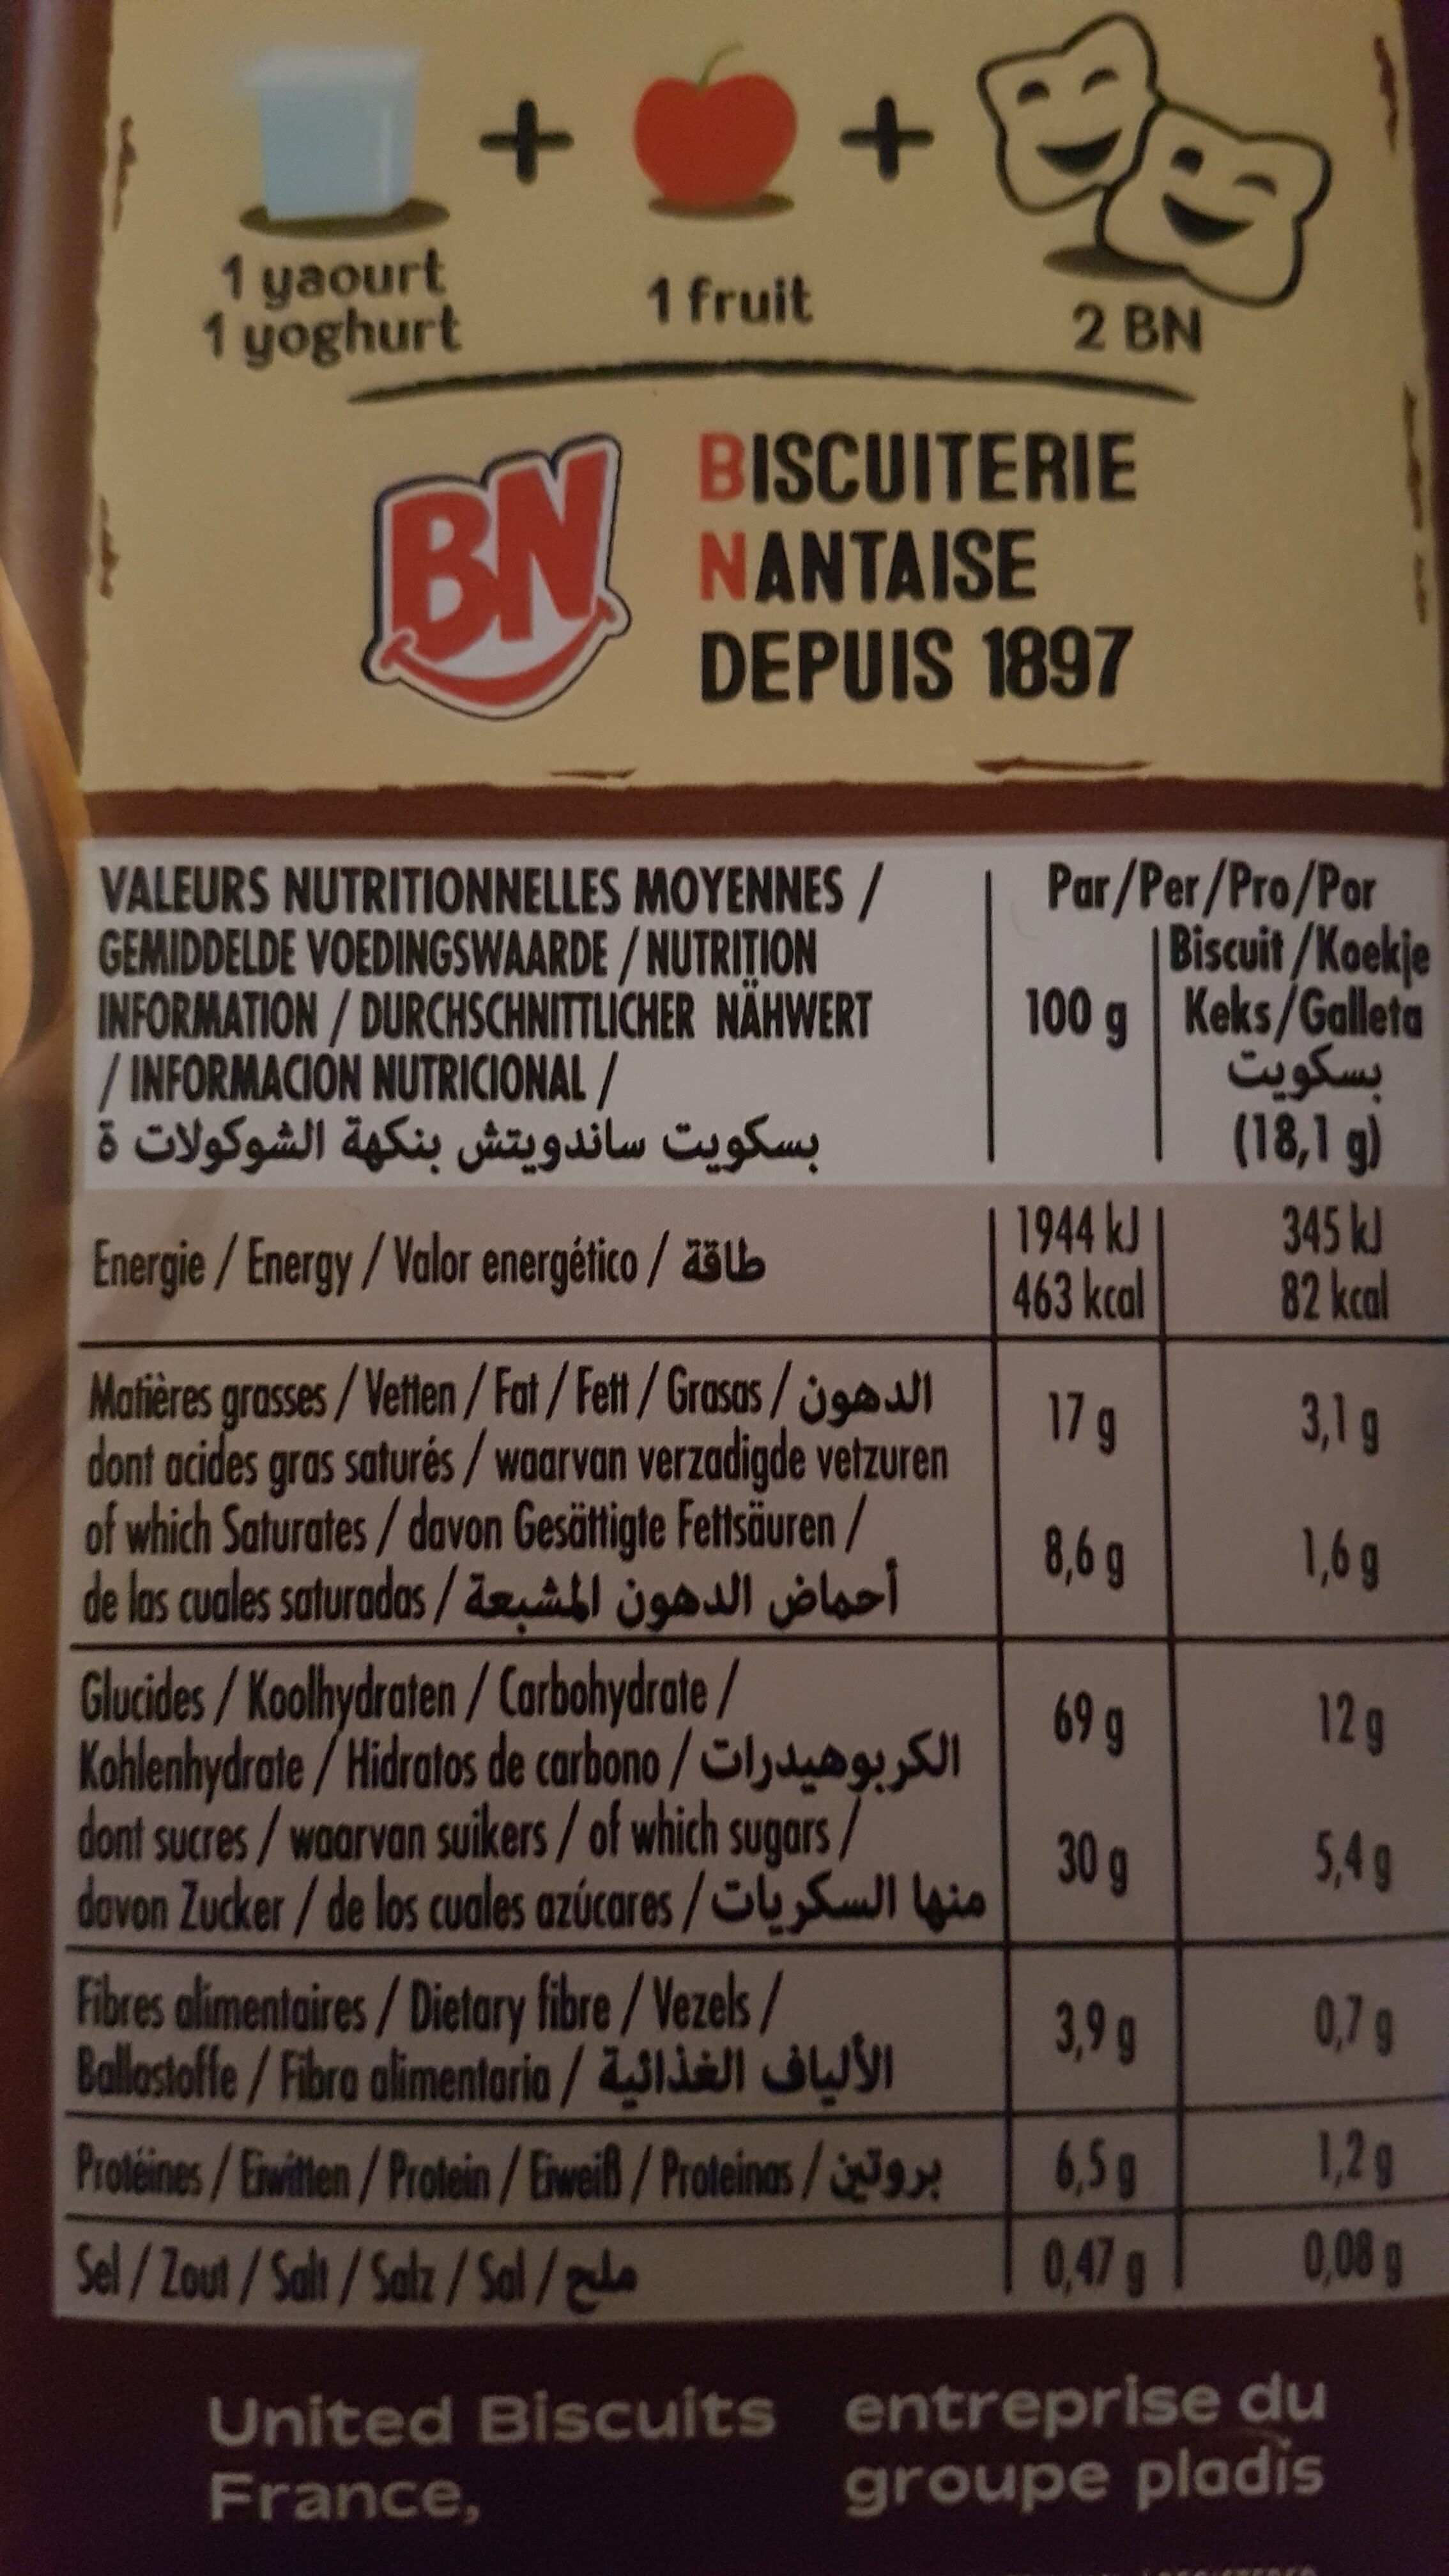 1 yaourt
1 yoghurt
+
1 fruit
+
2 BN
BN
BISCUITERIE
NANTAISE
DEPUIS 1897
VALEURS NUTRITIONNELLES MOYENNES /
GEMIDDELDE VOEDINGSWAARDE / NUTRITION
INFORMATION / DURCHSCHNITTLICHER NÄHWERT
/ INFORMACION NUTRICIONAL /
بسكويت ساندويتش بنكهة الشوكولات ة
Par/Per/Pro/Por
100 g
Biscuit/Koekje
Keks/Galleta
بسكويت
(18,1 g)
Energie / Energy / Valor energético / طاقة
1944 kJ 345 kJ
463 kcal 82 kcal
Matières grasses / Vetten / Fat / Fett / Grasas / الدهون 17 g 3,1 g
dont acides gras saturés / waarvan verzadigde vetzuren
of which Saturates / davon Gesättigte Fettsäuren / 8,6 g 1,6 g
de las cuales saturadas / أحماض الدهون المشبعة
Glucides / Koolhydraten / Carbohydrate / 69 g 12 g
Kohlenhydrate / Hidratos de carbono / الكربوهيدرات
dont sucres / waarvan suikers / of which sugars / 30 g 5,4 g
davon Zucker / de los cuales azúcares / منها السكريات
Fibres alimentaires / Dietary fibre / Vezels / 3,9 g 0,7 g
Ballastoffe / Fibra alimentaria / الألياف الغذائية
Protéines / Eiwitten / Protein / Eiweiß / Proteinas / بروتين 6,5 g 1,2 g
Sel / Zout / Salt / Salz / Sal / ملح 0,47 g 0,08 g
United Biscuits
France,
entreprise du
groupe pladis